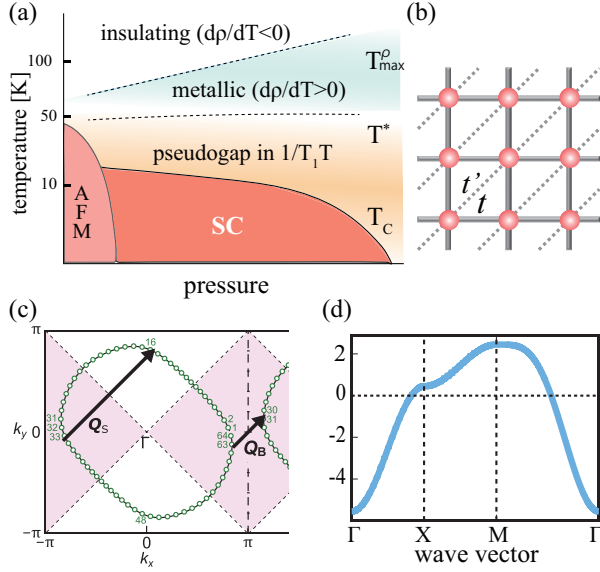 (a)
insulating (dρ/dT<0)
100
T^ρ_max
metallic (dρ/dT>0)
50
T*
pseudogap in 1/T₁T
10
A
F
M
SC
T_C
temperature [K]
pressure
(b)
t'
t
(c)
π
16
31
32
33
Q_S
Γ
2
1
64
63
30
31
Q_B
k_y
0
48
-π
-π
0
π
k_x
(d)
2
0
-2
-4
Γ
X
M
Γ
wave vector